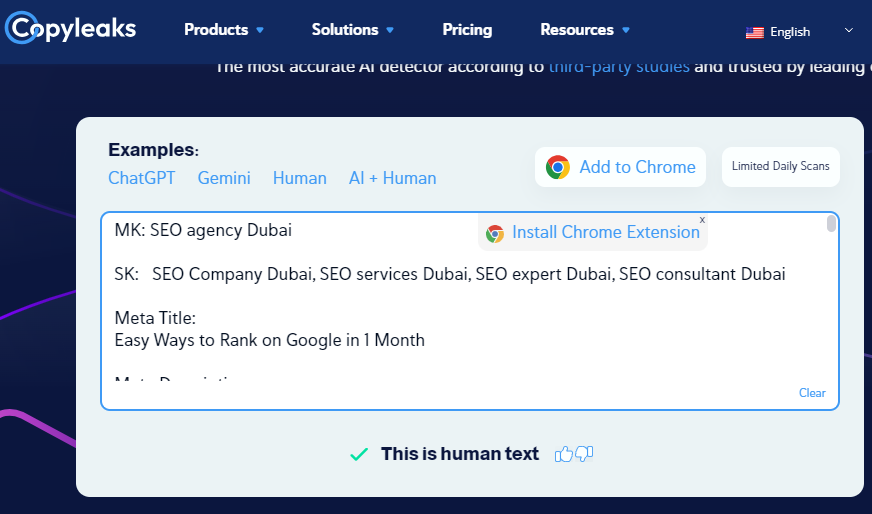 Copyleaks
Products Solutions Pricing Resources English
The most accurate AI detector according to third-party studies and trusted by leading
Examples:
ChatGPT Gemini Human AI + Human
Add to Chrome
Limited Daily Scans
MK: SEO agency Dubai
x
Install Chrome Extension
SK: SEO Company Dubai, SEO services Dubai, SEO expert Dubai, SEO consultant Dubai
Meta Title:
Easy Ways to Rank on Google in 1 Month
Clear
This is human text